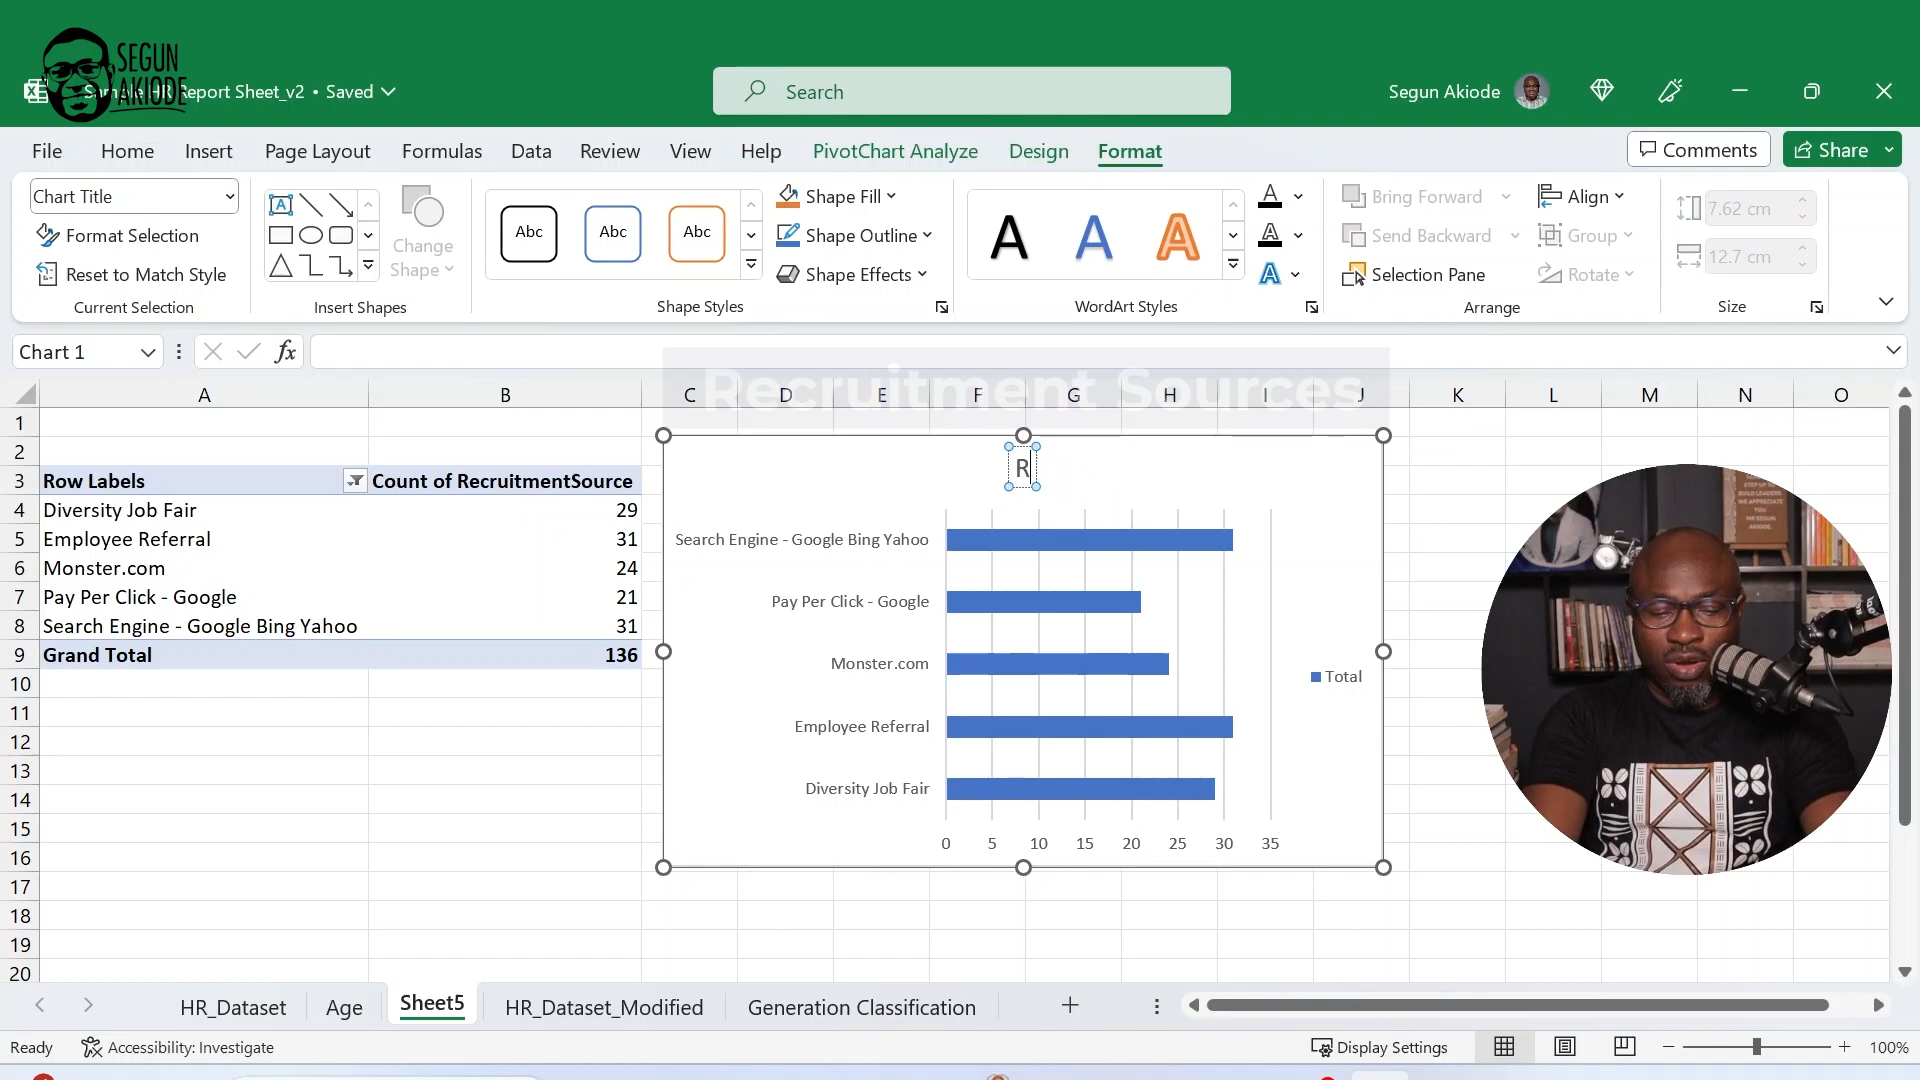 SEGUN
AKIODE
Sample HR Report Sheet_v2 • Saved
Search
Segun Akiode
File Home Insert Page Layout Formulas Data Review View Help PivotChart Analyze Design Format
Comments
Share
Chart Title
Format Selection
Reset to Match Style
Current Selection
Change
Shape
Insert Shapes
Abc Abc Abc
Shape Fill
Shape Outline
Shape Effects
Shape Styles
A A A
WordArt Styles
Bring Forward
Send Backward
Selection Pane
Align
Group
Rotate
Arrange
7.62 cm
12.7 cm
Size
Chart 1
fx
Recruitment Sources
A B C D E F G H I J K L M N O
1
2
3 Row Labels Count of RecruitmentSource
4 Diversity Job Fair 29
5 Employee Referral 31
6 Monster.com 24
7 Pay Per Click - Google 21
8 Search Engine - Google Bing Yahoo 31
9 Grand Total 136
10
11
12
13
14
15
16
17
18
19
20
R
Search Engine - Google Bing Yahoo
Pay Per Click - Google
Monster.com
Employee Referral
Diversity Job Fair
0 5 10 15 20 25 30 35
Total
HR_Dataset Age Sheet5 HR_Dataset_Modified Generation Classification
Ready
Accessibility: Investigate
Display Settings
100%